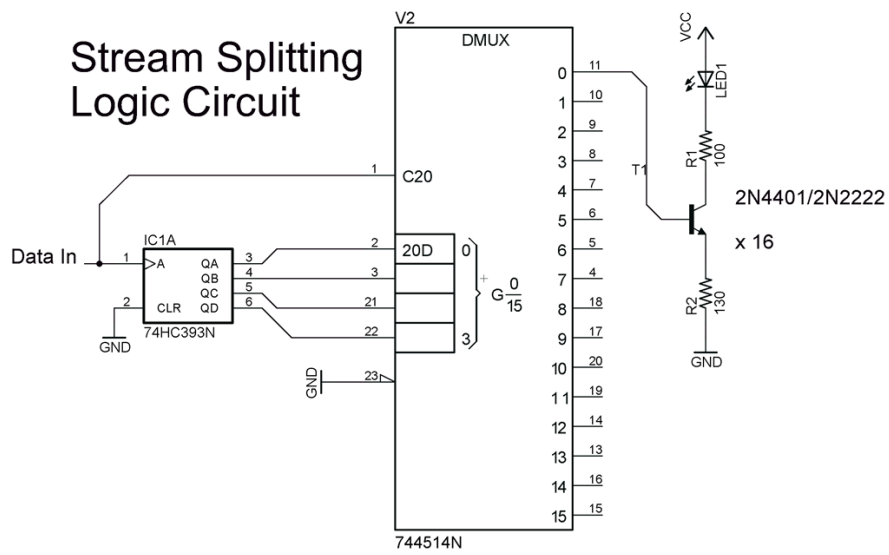 Stream Splitting
Logic Circuit
V2
DMUX
VCC
LED1
R1
100
T1
2N4401/2N2222
x 16
R2
130
GND
1
C20
Data In
IC1A
1
A
QA
3
QB
4
QC
5
QD
6
2
CLR
GND
74HC393N
2
20D
0
3
21
22
3
G 0/15
GND
23
0 11
1 10
2 9
3 8
4 7
5 6
6 5
7 4
8 18
9 17
10 20
11 19
12 14
13 13
14 16
15 15
744514N